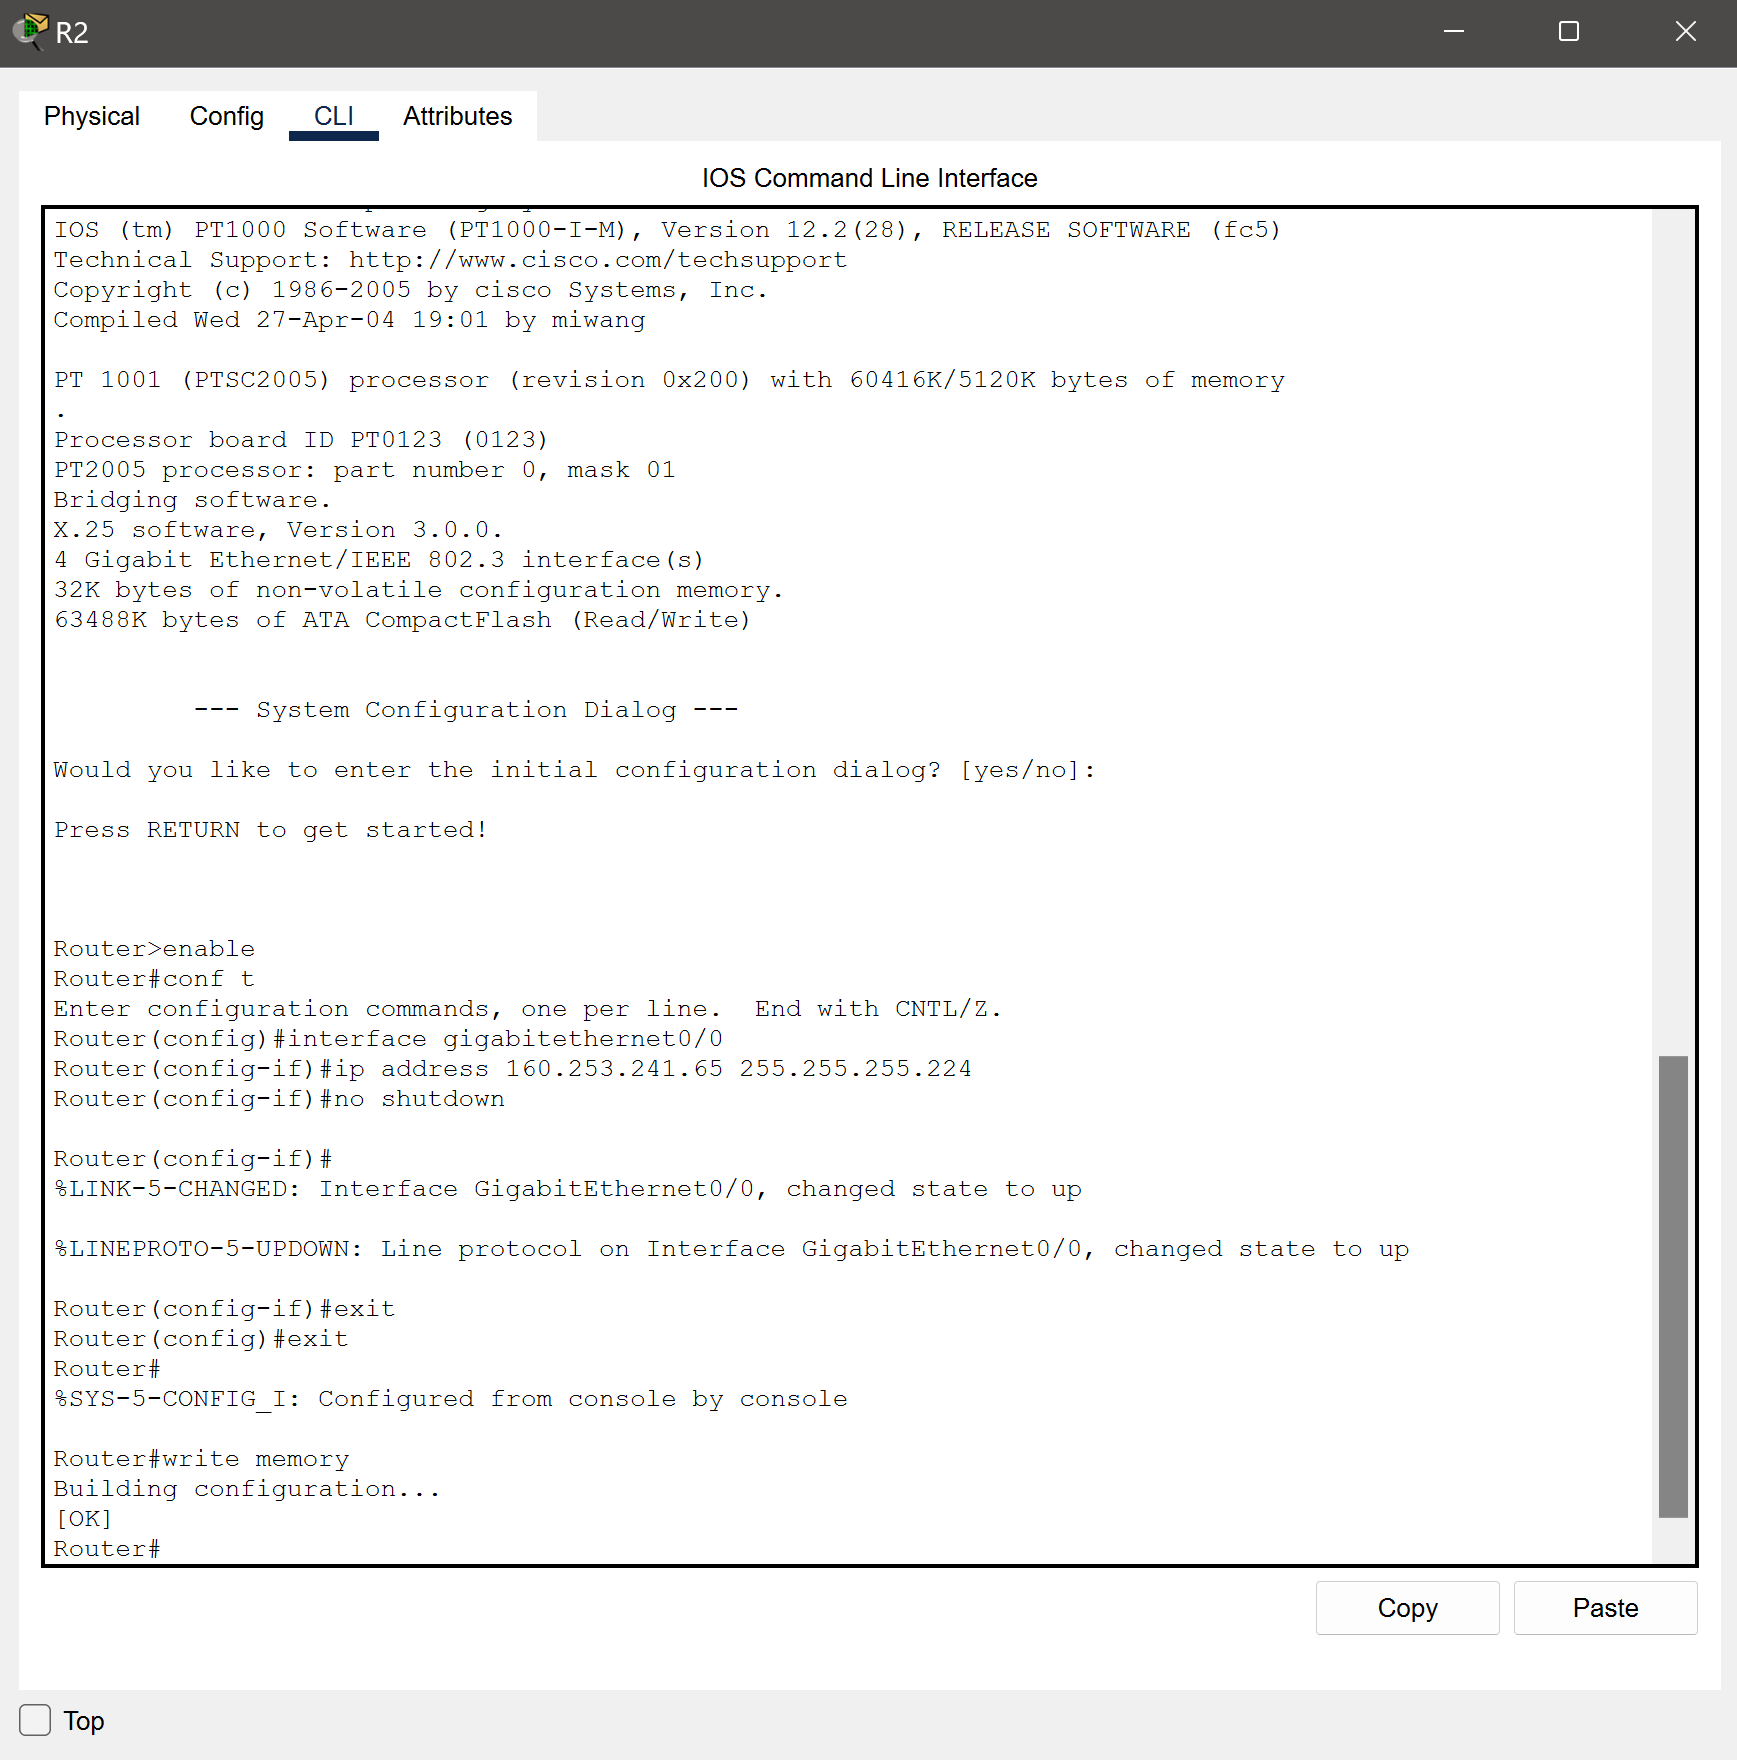 R2
Physical Config CLI Attributes
IOS Command Line Interface
IOS (tm) PT1000 Software (PT1000-I-M), Version 12.2(28), RELEASE SOFTWARE (fc5)
Technical Support: http://www.cisco.com/techsupport
Copyright (c) 1986-2005 by cisco Systems, Inc.
Compiled Wed 27-Apr-04 19:01 by miwang
PT 1001 (PTSC2005) processor (revision 0x200) with 60416K/5120K bytes of memory
.
Processor board ID PT0123 (0123)
PT2005 processor: part number 0, mask 01
Bridging software.
X.25 software, Version 3.0.0.
4 Gigabit Ethernet/IEEE 802.3 interface(s)
32K bytes of non-volatile configuration memory.
63488K bytes of ATA CompactFlash (Read/Write)
--- System Configuration Dialog ---
Would you like to enter the initial configuration dialog? [yes/no]:
Press RETURN to get started!
Router>enable
Router#conf t
Enter configuration commands, one per line.  End with CNTL/Z.
Router(config)#interface gigabitethernet0/0
Router(config-if)#ip address 160.253.241.65 255.255.255.224
Router(config-if)#no shutdown
Router(config-if)#
%LINK-5-CHANGED: Interface GigabitEthernet0/0, changed state to up
%LINEPROTO-5-UPDOWN: Line protocol on Interface GigabitEthernet0/0, changed state to up
Router(config-if)#exit
Router(config)#exit
Router#
%SYS-5-CONFIG_I: Configured from console by console
Router#write memory
Building configuration...
[OK]
Router#
Copy Paste
Top